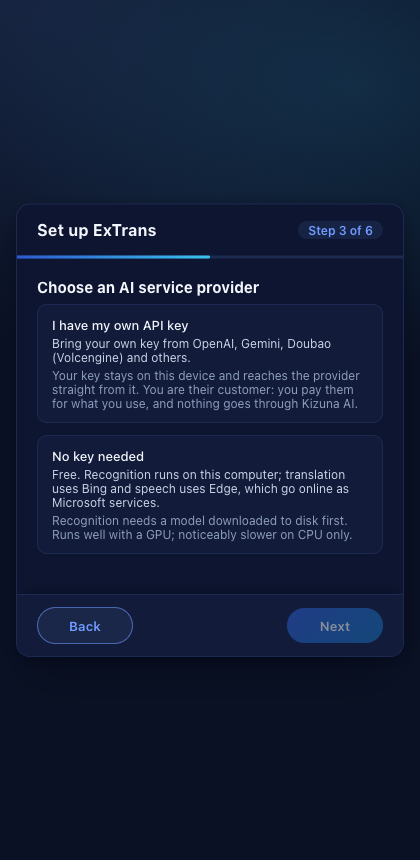 Set up ExTrans
Step 3 of 6
Choose an AI service provider
I have my own API key
Bring your own key from OpenAI, Gemini, Doubao
(Volcengine) and others.
Your key stays on this device and reaches the provider
straight from it. You are their customer: you pay them
for what you use, and nothing goes through Kizuna AI.
No key needed
Free. Recognition runs on this computer; translation
uses Bing and speech uses Edge, which go online as
Microsoft services.
Recognition needs a model downloaded to disk first.
Runs well with a GPU; noticeably slower on CPU only.
Back
Next